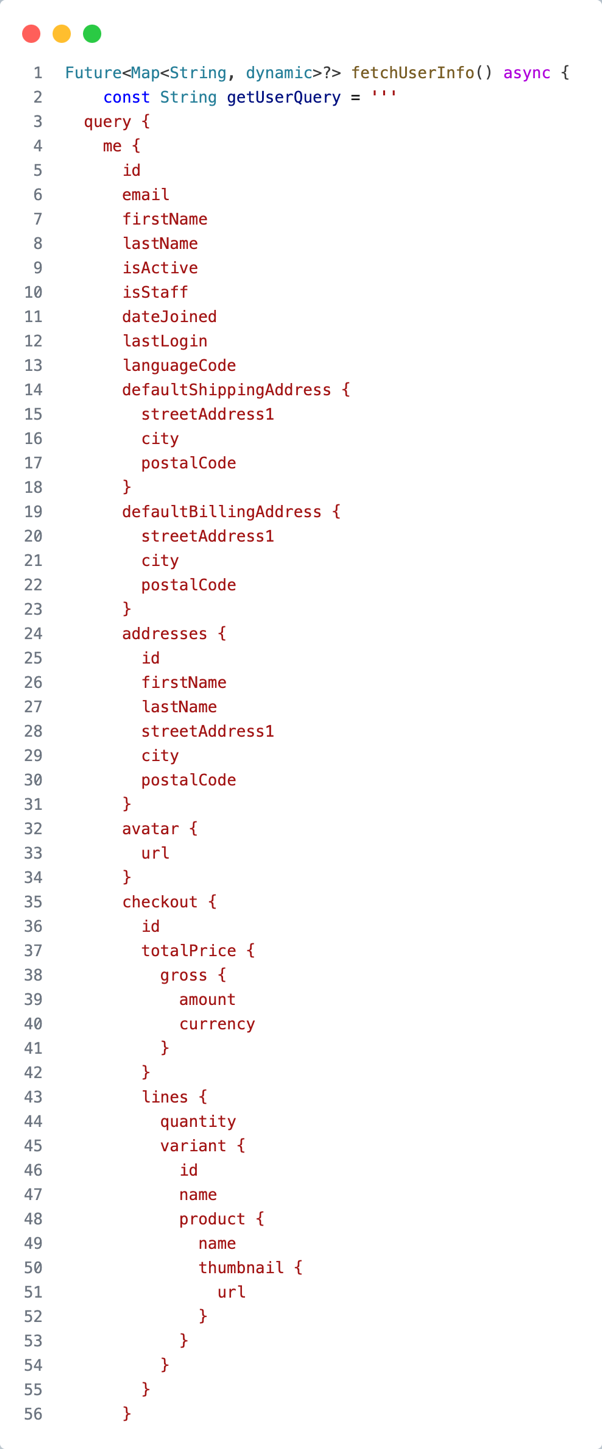 1 Future<Map<String, dynamic>?> fetchUserInfo() async {
2 const String getUserQuery = '''
3 query {
4 me {
5 id
6 email
7 firstName
8 lastName
9 isActive
10 isStaff
11 dateJoined
12 lastLogin
13 languageCode
14 defaultShippingAddress {
15 streetAddress1
16 city
17 postalCode
18 }
19 defaultBillingAddress {
20 streetAddress1
21 city
22 postalCode
23 }
24 addresses {
25 id
26 firstName
27 lastName
28 streetAddress1
29 city
30 postalCode
31 }
32 avatar {
33 url
34 }
35 checkout {
36 id
37 totalPrice {
38 gross {
39 amount
40 currency
41 }
42 }
43 lines {
44 quantity
45 variant {
46 id
47 name
48 product {
49 name
50 thumbnail {
51 url
52 }
53 }
54 }
55 }
56 }